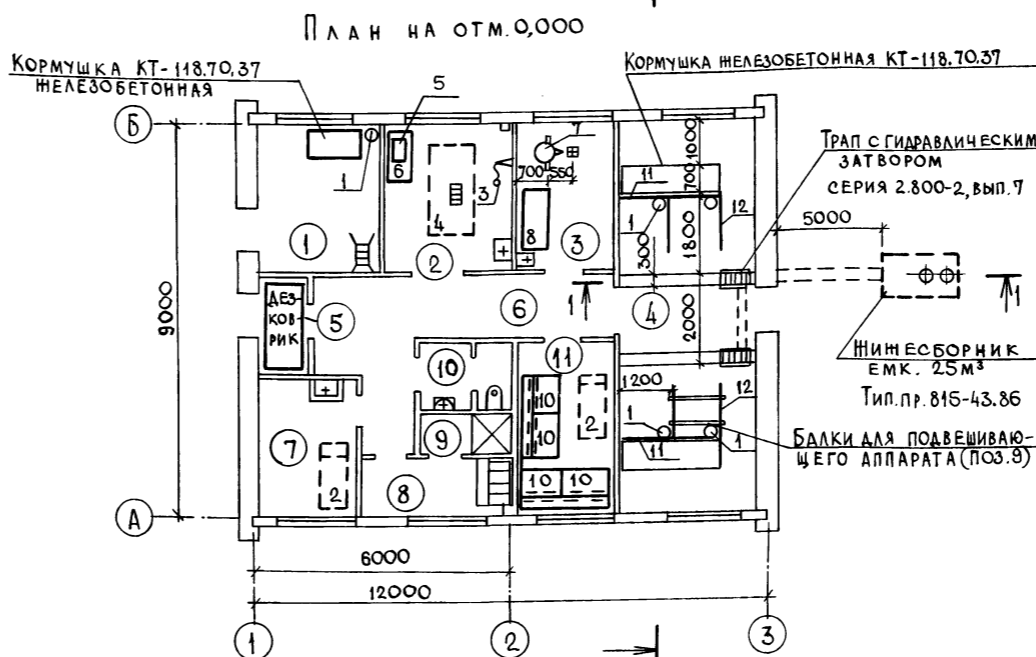 ПЛАН НА ОТМ. 0,000
КОРМУШКА КТ-118.70.37
ЖЕЛЕЗОБЕТОННАЯ
КОРМУШКА ЖЕЛЕЗОБЕТОННАЯ КТ-118.70.37
ТРАП С ГИДРАВЛИЧЕСКИМ
ЗАТВОРОМ
СЕРИЯ 2.800-2, ВЫП. 7
5
7
Б
1
6
4
3
700
550
8
11
1
12
1000
700
1800
300
2000
5000
1
2
3
4
9000
ДЕЗ-
КОВ
РИК
5
6
1
1
ЖИЖЕСБОРНИК
ЕМК. 25М³
ТИП. ПР. 815-43.86
10
11
1200
12
10
10
2
1
11
1
9
7
2
8
10
10
БАЛКИ ДЛЯ ПОДВЕШИВАЮ-
ЩЕГО АППАРАТА (ПОЗ. 9)
А
6000
12000
1
2
3